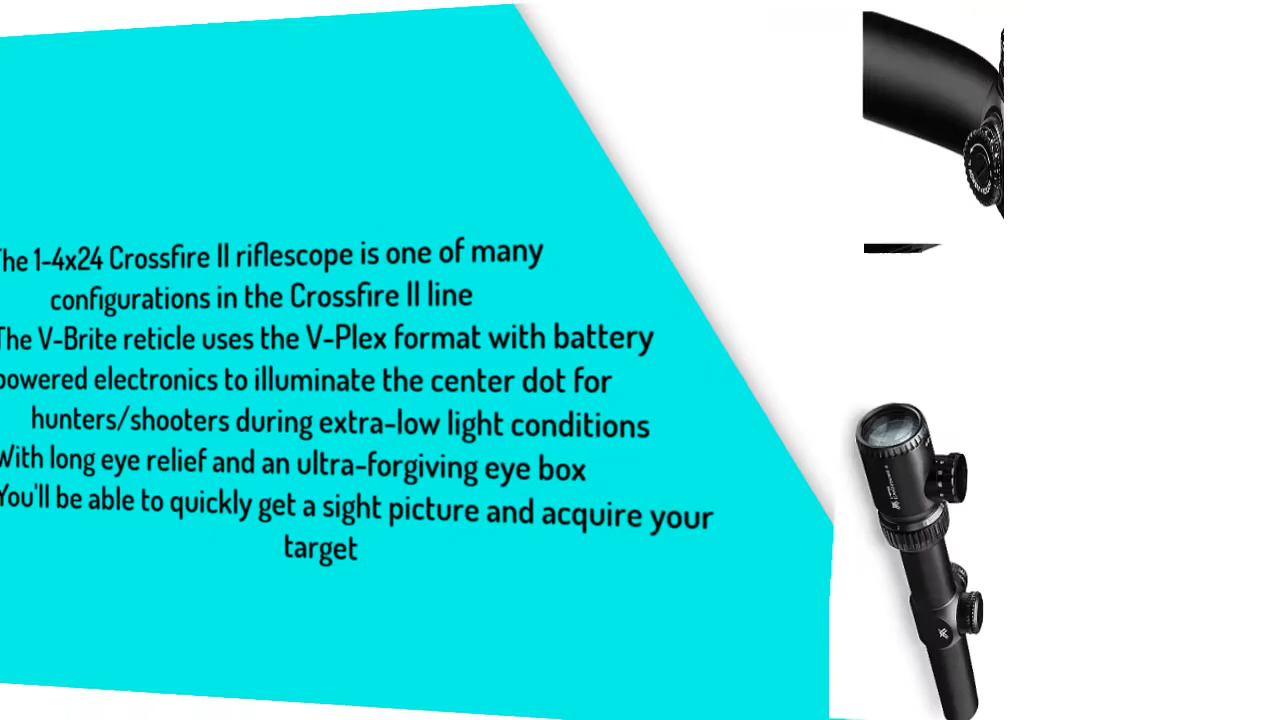 The 1-4x24 Crossfire II riflescope is one of many
configurations in the Crossfire II line
The V-Brite reticle uses the V-Plex format with battery
powered electronics to illuminate the center dot for
hunters/shooters during extra-low light conditions
With long eye relief and an ultra-forgiving eye box
You'll be able to quickly get a sight picture and acquire your
target